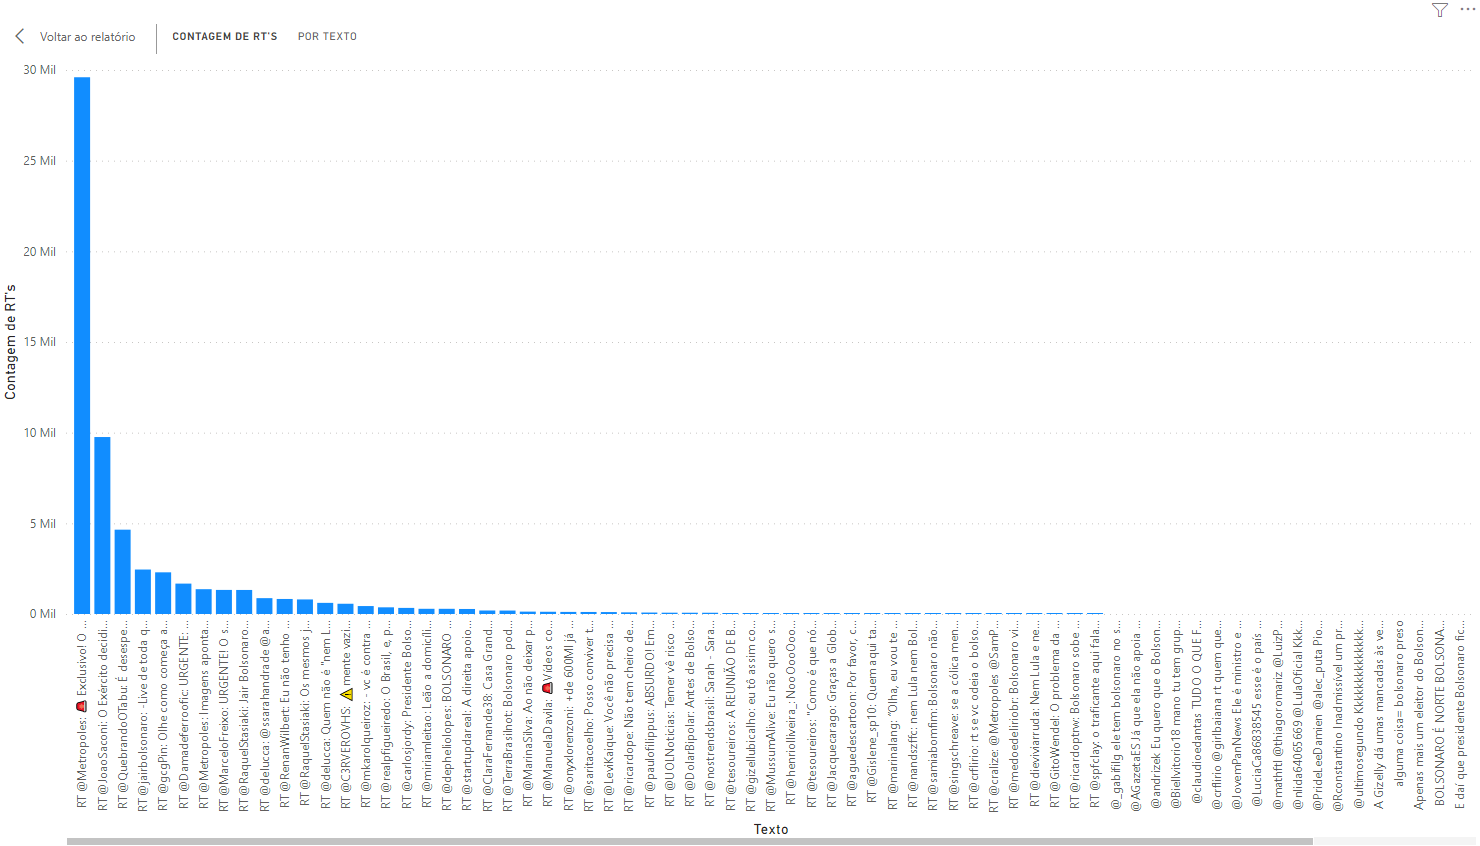 Voltar ao relatório
CONTAGEM DE RT'S
POR TEXTO
Contagem de RT's
30 Mil
25 Mil
20 Mil
15 Mil
10 Mil
5 Mil
0 Mil
RT @Metropoles: 🚨 Exclusivo! O ...
RT @JoaoSaconi: O Exército decidi...
RT @QuebrandoOTabu: É desespe...
RT @jairbolsonaro: - Live de toda q...
RT @gcgPin: Olhe como começa a...
RT @Damadeferroofic: URGENTE: ...
RT @Metropoles: Imagens aponta...
RT @MarceloFreixo: URGENTE! O s...
RT @RaquelStasiaki: Jair Bolsonaro...
RT @delucca: @ssarahandrade @a...
RT @RenanWilbert: Eu não tenho ...
RT @RaquelStasiaki: Os mesmos j...
RT @delucca: Quem não é "nem L...
RT @C3RVEROVHS: ⚠ mente vazi...
RT @mkarolqueiroz: - vc é contra ...
RT @realpfigueiredo: O Brasil, e, p...
RT @carlosjordy: Presidente Bolso...
RT @miriamleitao: Leão a domicíli...
RT @depheliolopes: BOLSONARO ...
RT @startupdareal: A direita apoio...
RT @ClaraFernande38: Casa Grand...
RT @TerraBrasilnot: Bolsonaro pod...
RT @MarinaSilva: Ao não deixar p...
RT @ManuelaDavila: 🚨Vídeos co...
RT @onyxlorenzoni: +de 600MI já ...
RT @saritacoelho: Posso conviver t...
RT @LeviKaique: Você não precisa ...
RT @ricardope: Não tem cheiro de...
RT @paulofilippus: ABSURDO! Em...
RT @UOLNoticias: Temer vê risco ...
RT @DolarBipolar: Antes de Bolso...
RT @nostrendsbrasil: Sarah - Sara...
RT @tesoureiros: A REUNIÃO DE B...
RT @gizellubicalho: eu tô assim co...
RT @MussumAlive: Eu não quero s...
RT @henriolliveira_: NooOooOoo...
RT @tesoureiros: "Como é que nó...
RT @Jacquecarago: Graças a Glob...
RT @aguedescartoon: Por favor, c...
RT @Gislene_sp10: Quem aqui ta...
RT @marinalang: "Olha, eu vou te ...
RT @nandszffc: nem Lula nem Bol...
RT @samiabomfim: Bolsonaro não...
RT @singschreave: se a cólica men...
RT @crflirio: rt se vc odeia o bolso...
RT @cralize: @Metropoles @SamP...
RT @medoedeliriobr: Bolsonaro vi...
RT @dieviviarruda: Nem Lula e ne...
RT @GitoWendel: O problema da ...
RT @ricardoptw: Bolsonaro sobe ...
RT @spfclay: o traficante aqui fala...
@_gabifilg ele tem bolsonaro no s...
@AGazetaES Já que ela não apoia ...
@andrizek Eu quero que o Bolson...
@Biellvitorio18 mano tu tem grup...
@claudioedantas TUDO O QUE F...
@crflirio @girlbaiana rt quem que...
@JovemPanNews Ele é ministro e ...
@LuciaCa86838545 esse é o país ...
@mathfttl @thiagoromariz @LuizP...
@nlida64065669 @LulaOficial Kkk...
@PrideLeeDamien @alec_puta Plo...
@Rconstantino Inadmissível um pr...
@ultimosegundo Kkkkkkkkkkkkkk...
A Gizelly dá umas mancadas às ve...
alguma coisa= bolsonaro preso
Apenas mais um eleitor do Bolson...
BOLSONARO É NORTE BOLSONA...
E daí que presidente Bolsonaro fic...
Texto